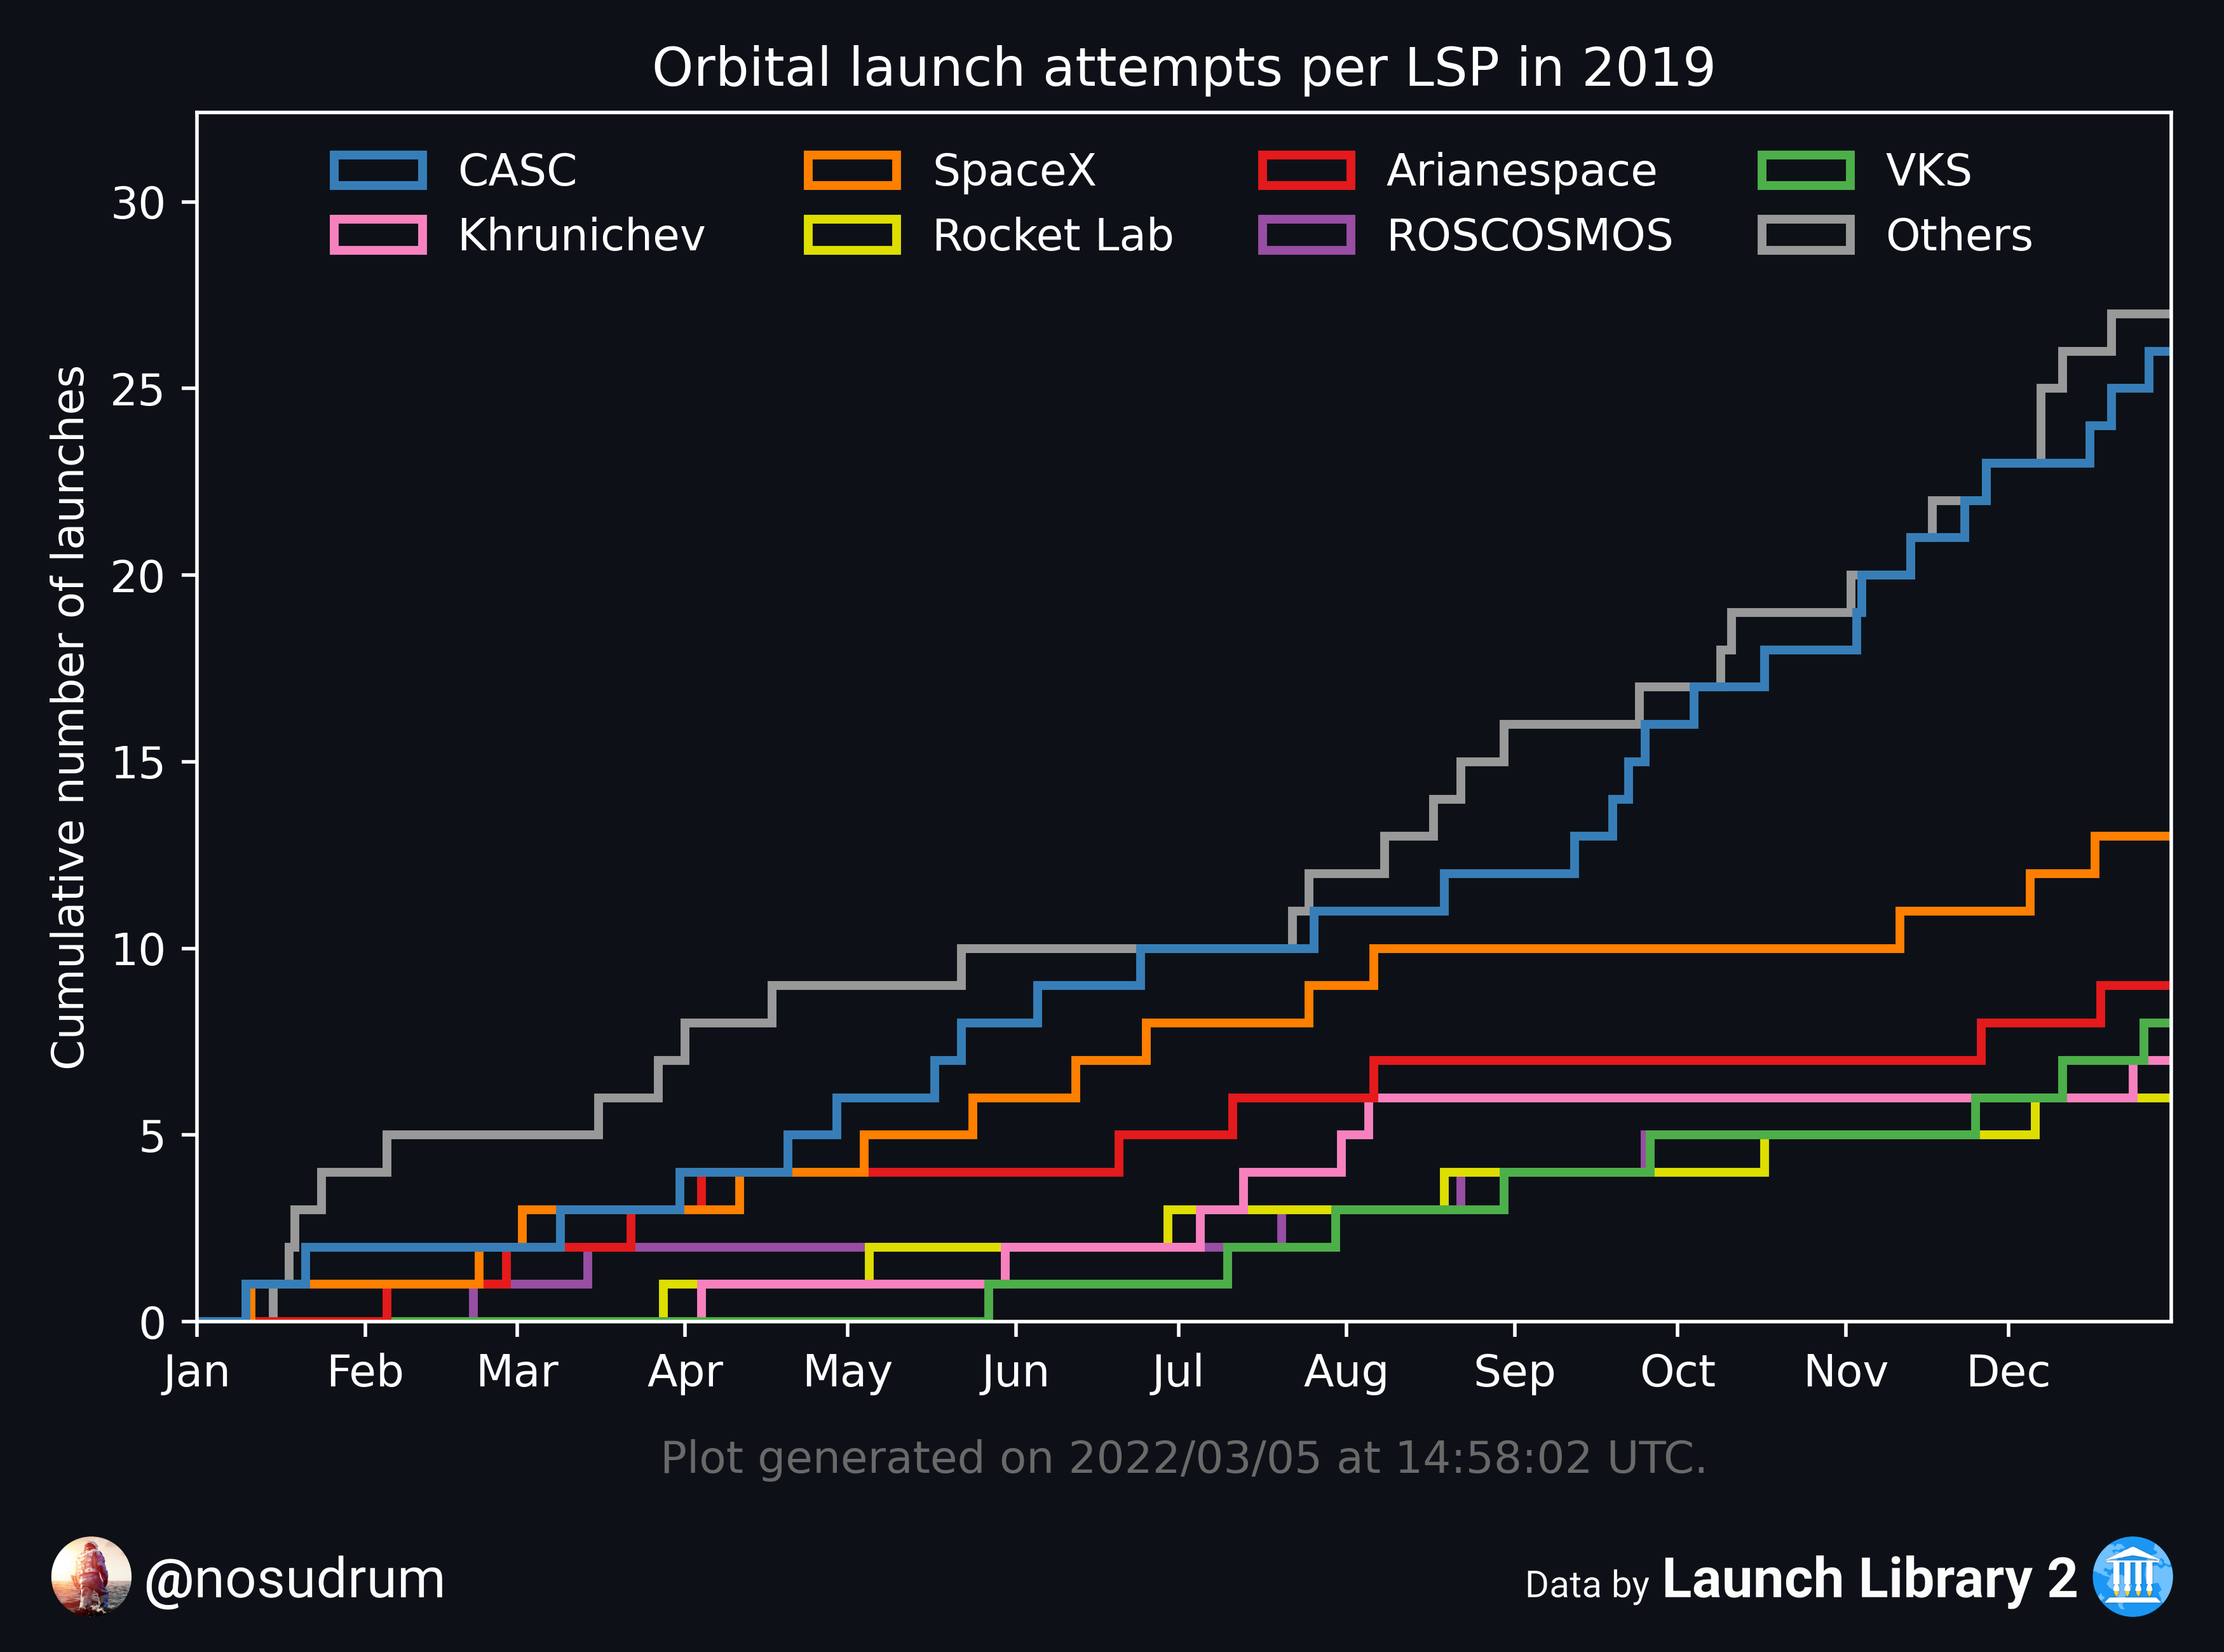 Orbital launch attempts per LSP in 2019
CASC
SpaceX
Arianespace
VKS
Khrunichev
Rocket Lab
ROSCOSMOS
Others
Cumulative number of launches
30
25
20
15
10
5
0
Jan Feb Mar Apr May Jun Jul Aug Sep Oct Nov Dec
Plot generated on 2022/03/05 at 14:58:02 UTC.
@nosudrum
Data by Launch Library 2